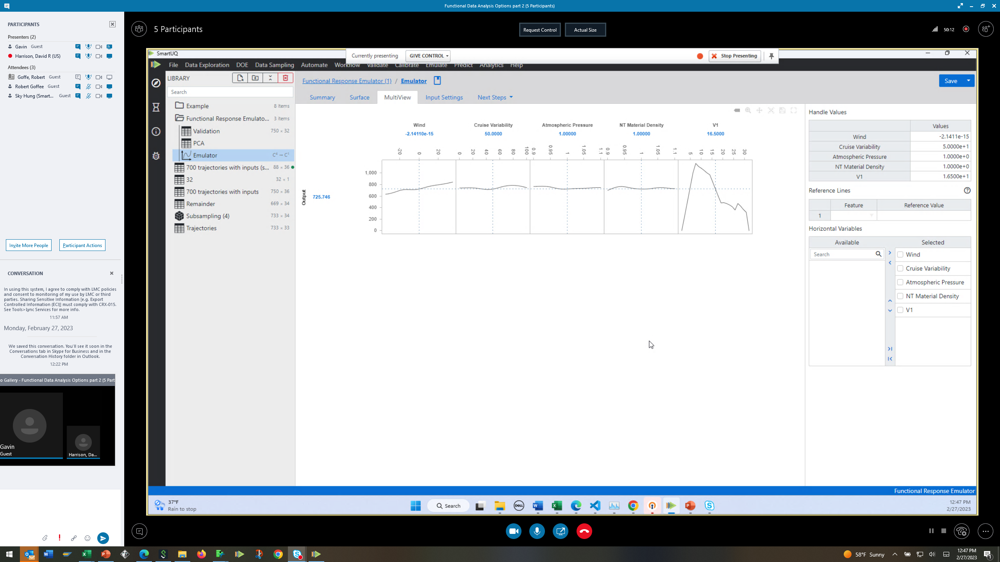 Functional Data Analysis Options part 2 (5 Participants)
PARTICIPANTS
Presenters (2)
Gavin Guest
Harrison, David R (US)
Attendees (3)
Goffe, Robert Guest
Robert Goffee Guest
Sky Hung (Smart... Guest
Invite More People
Participant Actions
CONVERSATION
In using this system, I agree to comply with LMC policies
and consent to monitoring of my use by LMC or third
parties. Sharing Sensitive Information [e.g. Export
Controlled Information (ECI)] must comply with CRX-015.
See Tools>Lync Services for more info.
11:57 AM
Monday, February 27, 2023
We saved this conversation. You'll see it soon in the
Conversations tab in Skype for Business and in the
Conversation History folder in Outlook.
12:22 PM
o Gallery - Functional Data Analysis Options part 2 (5 Part
Gavin
Guest
Harrison, Da...
5 Participants
Request Control
Actual Size
50:12
SmartUQ
Currently presenting
GIVE CONTROL
Stop Presenting
File Data Exploration DOE Data Sampling Automate Workflow Validate Calibrate Emulate Predict Analytics Help
LIBRARY
Search
Example 8 items
Functional Response Emulato... 3 items
Validation 750 × 32
PCA
Emulator C⁴ → C¹
700 trajectories with inputs (s... 88 × 36
32 32 × 1
700 trajectories with inputs 750 × 36
Remainder 669 × 34
Subsampling (4) 733 × 34
Trajectories 733 × 33
Functional Response Emulator (1) / Emulator
Save
Summary Surface MultiView Input Settings Next Steps
Wind Cruise Variability Atmospheric Pressure NT Material Density V1
-2.14110e-15 50.0000 1.00000 1.00000 16.5000
-20 0 20 0 20 40 60 80 100 0.9 0.95 1 1.05 1.1 0.9 0.95 1 1.05 1.1 5 10 15 20 25 30
1,000
800
600
400
200
0
Output
725.746
Handle Values
Values
Wind -2.1411e-15
Cruise Variability 5.0000e+1
Atmospheric Pressure 1.0000e+0
NT Material Density 1.0000e+0
V1 1.6500e+1
Reference Lines
Feature Reference Value
1
Horizontal Variables
Available Selected
Search
Wind
Cruise Variability
Atmospheric Pressure
NT Material Density
V1
Functional Response Emulator
37°F
Rain to stop
Search
DELL
12:47 PM
2/27/2023
58°F Sunny
12:47 PM
2/27/2023
1